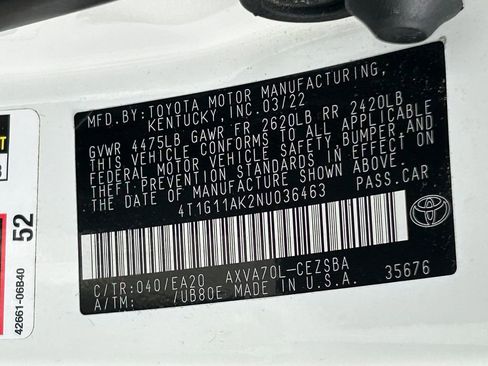 MFD.BY: TOYOTA MOTOR MANUFACTURING,
KENTUCKY, INC. 03/22
GVWR 4475LB GAWR FR 2620LB RR 2420LB
THIS VEHICLE CONFORMS TO ALL APPLICABLE
FEDERAL MOTOR VEHICLE SAFETY, BUMPER, AND
THEFT PREVENTION STANDARDS IN EFFECT ON
THE DATE OF MANUFACTURE SHOWN ABOVE.
4T1G11AK2NU036463 PASS.CAR
C/TR:040/EA20 AXVA70L-CEZSBA
A/TM: /UB80E MADE IN U.S.A. 35676
52
42661-06B40